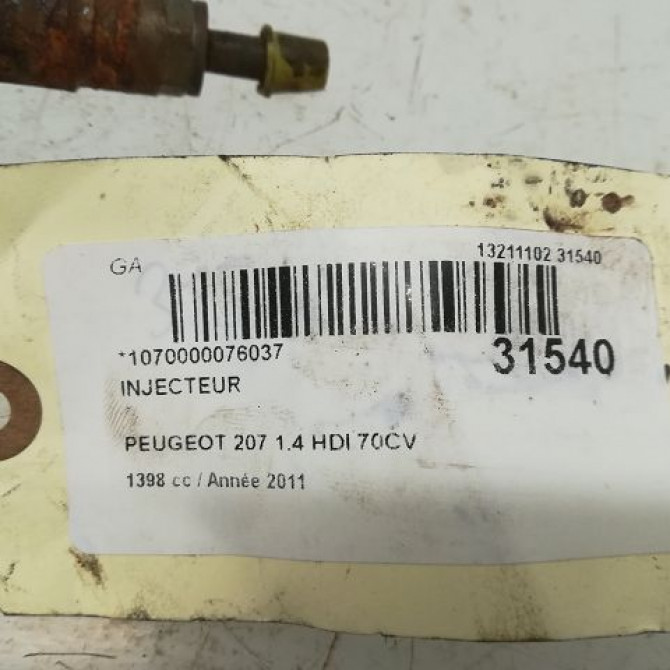 GA
13211102 31540
*1070000076037
31540
INJECTEUR
PEUGEOT 207 1.4 HDI 70CV
1398 cc / Année 2011